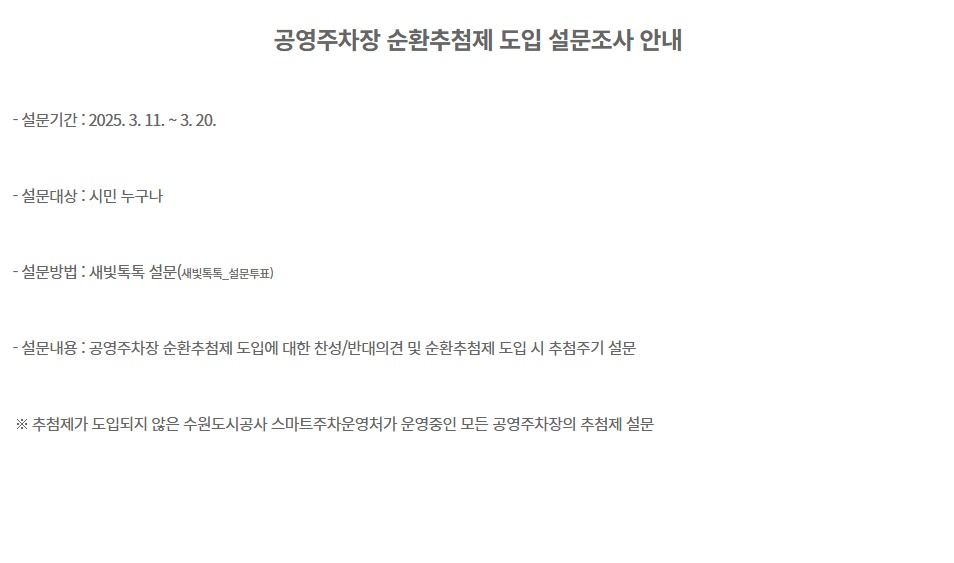 공영주차장 순환추첨제 도입 설문조사 안내
- 설문기간 : 2025. 3. 11. ~ 3. 20.
- 설문대상 : 시민 누구나
- 설문방법 : 새빛톡톡 설문(새빛톡톡_설문투표)
- 설문내용 : 공영주차장 순환추첨제 도입에 대한 찬성/반대의견 및 순환추첨제 도입 시 추첨주기 설문
※ 추첨제가 도입되지 않은 수원도시공사 스마트주차운영처가 운영중인 모든 공영주차장의 추첨제 설문